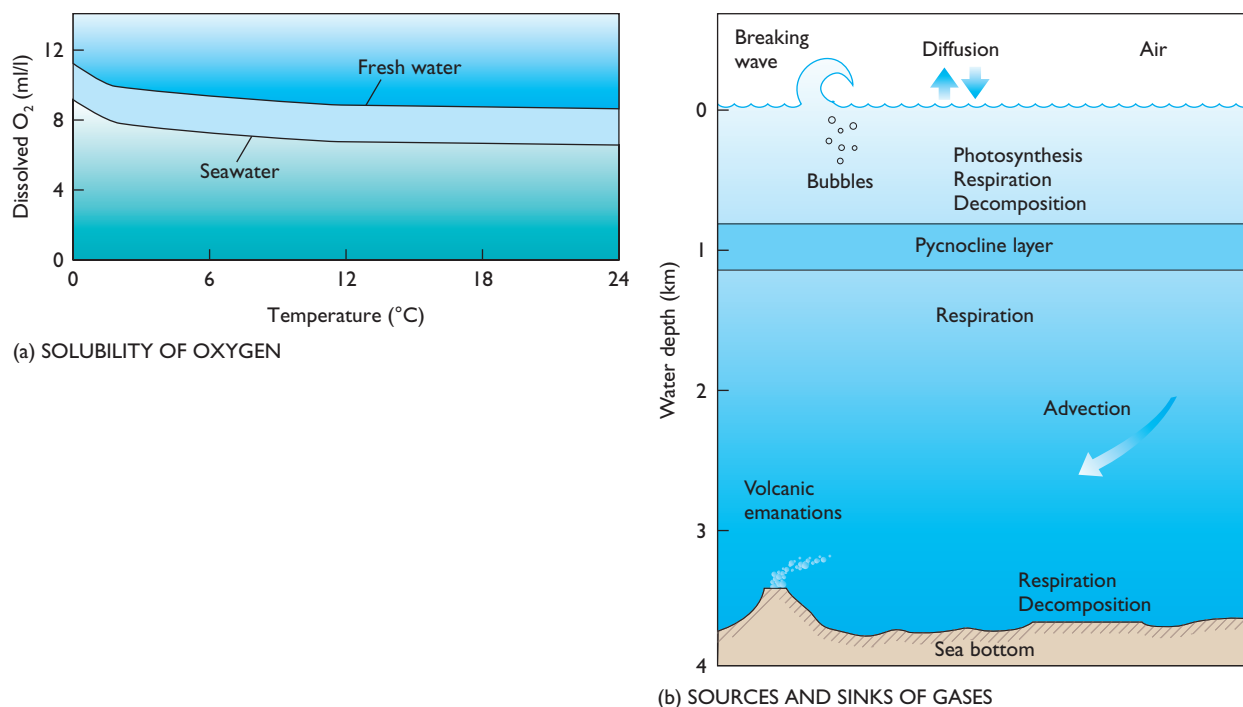 12
8
4
0
Dissolved O₂ (ml/l)
Fresh water
Seawater
0
6
12
18
24
Temperature (°C)
(a) SOLUBILITY OF OXYGEN
Breaking
wave
Diffusion
Air
0
1
2
3
4
Water depth (km)
Bubbles
Photosynthesis
Respiration
Decomposition
Pycnocline layer
Respiration
Advection
Volcanic
emanations
Respiration
Decomposition
Sea bottom
(b) SOURCES AND SINKS OF GASES